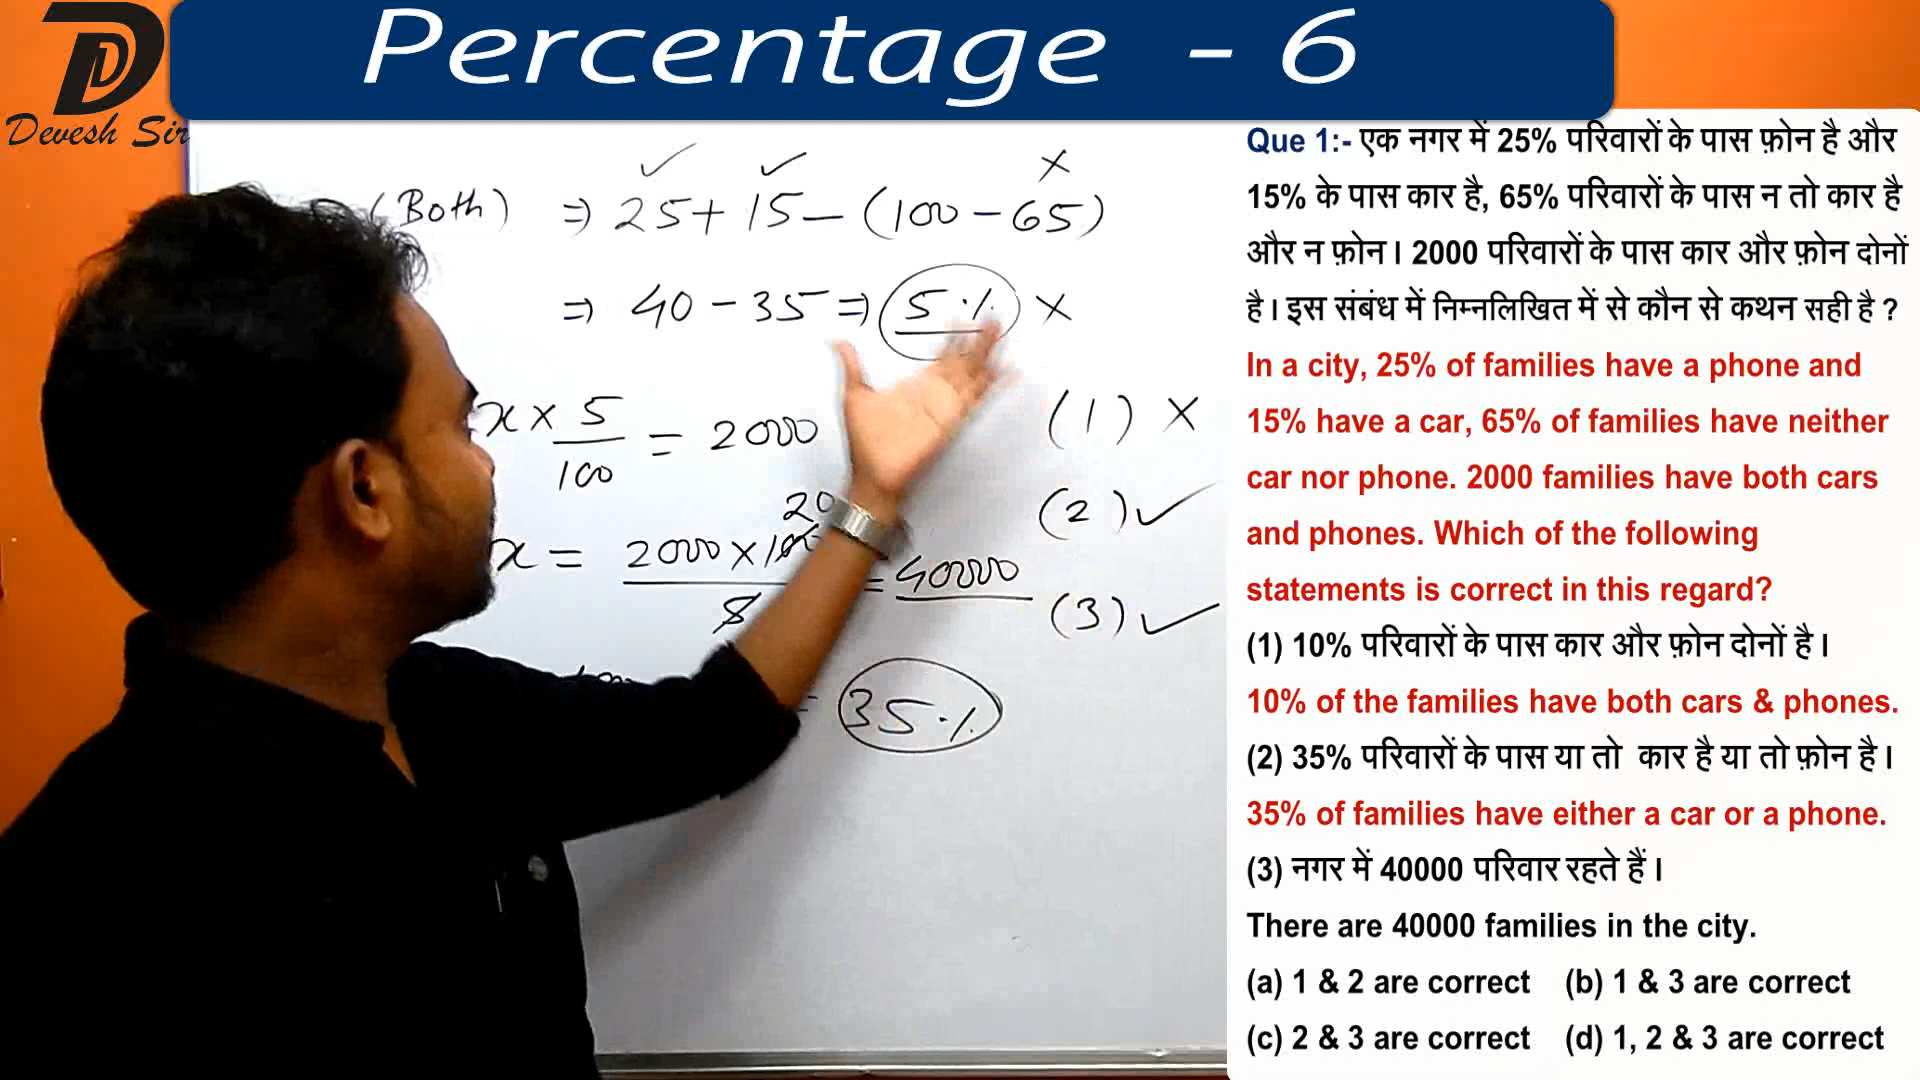 Percentage - 6
D
Devesh Sir
(Both) ⇒ 25 + 15 – (100 – 65)
⇒ 40 – 35 ⇒ 5 %
x × 5/100 = 2000
20
x = 2000 × 100/5 = 40000
= 35 %
(1) ×
(2) ✓
(3) ✓
Que 1:- एक नगर में 25% परिवारों के पास फ़ोन है और
15% के पास कार है, 65% परिवारों के पास न तो कार है
और न फ़ोन। 2000 परिवारों के पास कार और फ़ोन दोनों
है। इस संबंध में निम्नलिखित में से कौन से कथन सही है ?
In a city, 25% of families have a phone and
15% have a car, 65% of families have neither
car nor phone. 2000 families have both cars
and phones. Which of the following
statements is correct in this regard?
(1) 10% परिवारों के पास कार और फ़ोन दोनों है।
10% of the families have both cars & phones.
(2) 35% परिवारों के पास या तो कार है या तो फ़ोन है।
35% of families have either a car or a phone.
(3) नगर में 40000 परिवार रहते हैं।
There are 40000 families in the city.
(a) 1 & 2 are correct (b) 1 & 3 are correct
(c) 2 & 3 are correct (d) 1, 2 & 3 are correct